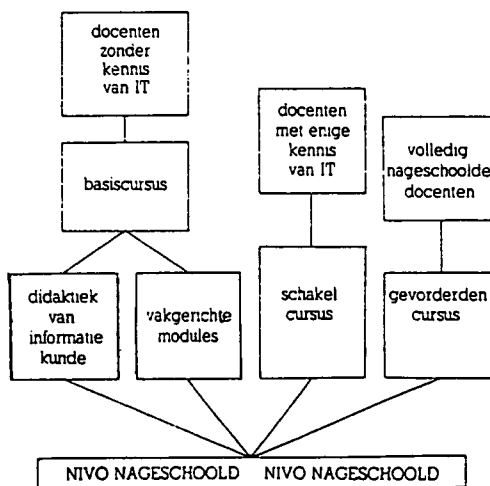 docenten
zonder
kennis
van IT
docenten
met enige
kennis
van IT
volledig
nageschoolde
docenten
basiscursus
didaktiek
van
informatie
kunde
vakgerichte
modules
schakel
cursus
gevorderden
cursus
NIVO NAGESCHOOLD NIVO NAGESCHOOLD